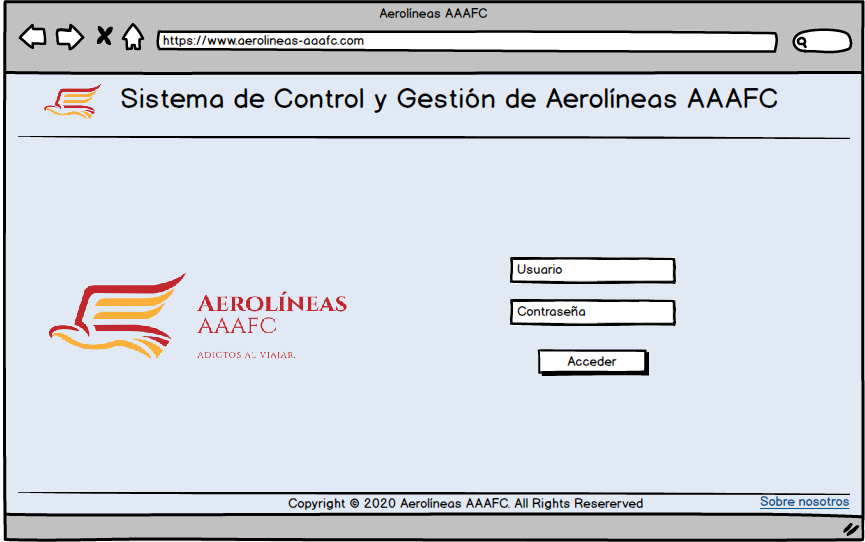 Aerolíneas AAAFC
https://www.aerolineas-aaafc.com
Sistema de Control y Gestión de Aerolíneas AAAFC
Usuario
AEROLÍNEAS
AAAFC
Contraseña
ADICTOS AL VIAJAR.
Acceder
Copyright © 2020 Aerolíneas AAAFC. All Rights Resererved
Sobre nosotros